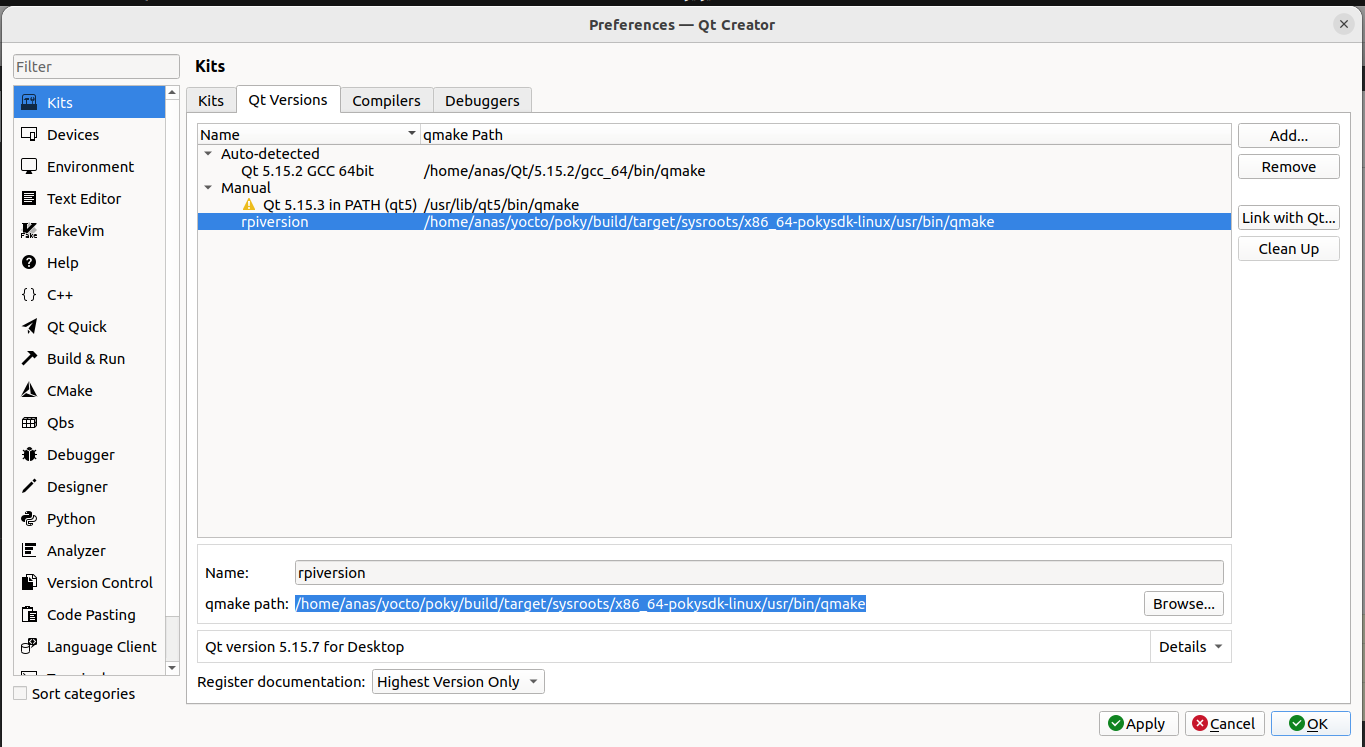 Preferences — Qt Creator
Filter
Kits
Devices
Environment
Text Editor
FakeVim
Help
C++
Qt Quick
Build & Run
CMake
Qbs
Debugger
Designer
Python
Analyzer
Version Control
Code Pasting
Language Client
Sort categories
Kits
Kits Qt Versions Compilers Debuggers
Name qmake Path
Auto-detected
Qt 5.15.2 GCC 64bit /home/anas/Qt/5.15.2/gcc_64/bin/qmake
Manual
Qt 5.15.3 in PATH (qt5) /usr/lib/qt5/bin/qmake
rpiversion /home/anas/yocto/poky/build/target/sysroots/x86_64-pokysdk-linux/usr/bin/qmake
Add...
Remove
Link with Qt...
Clean Up
Name: rpiversion
qmake path: /home/anas/yocto/poky/build/target/sysroots/x86_64-pokysdk-linux/usr/bin/qmake Browse...
Qt version 5.15.7 for Desktop Details
Register documentation: Highest Version Only
Apply Cancel OK